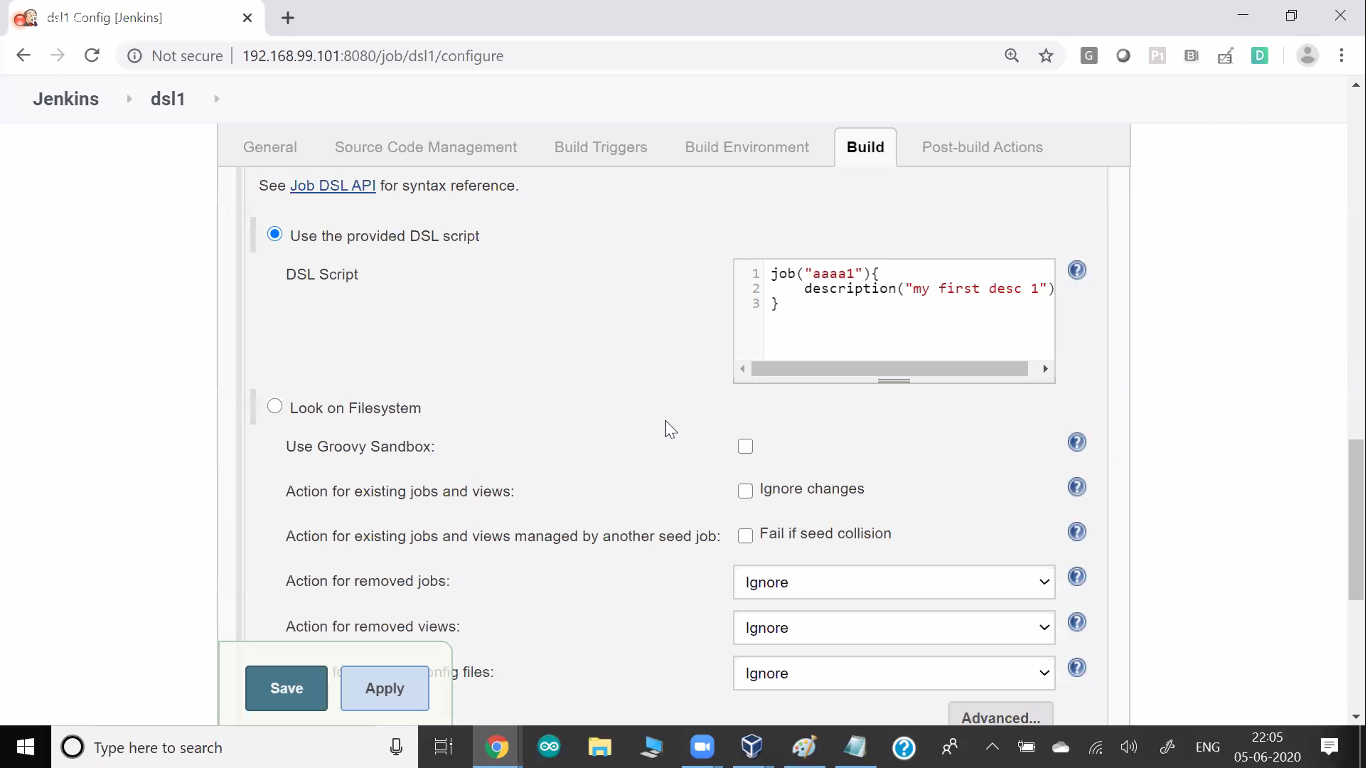 dsl1 Config [Jenkins]
Not secure | 192.168.99.101:8080/job/dsl1/configure
Jenkins dsl1
General Source Code Management Build Triggers Build Environment Build Post-build Actions
See Job DSL API for syntax reference.
Use the provided DSL script
DSL Script
1 job("aaaa1"){
2 description("my first desc 1")
3 }
Look on Filesystem
Use Groovy Sandbox:
Action for existing jobs and views: Ignore changes
Action for existing jobs and views managed by another seed job: Fail if seed collision
Action for removed jobs: Ignore
Action for removed views: Ignore
nfig files: Ignore
Save Apply
Advanced...
Type here to search
ENG
22:05
05-06-2020